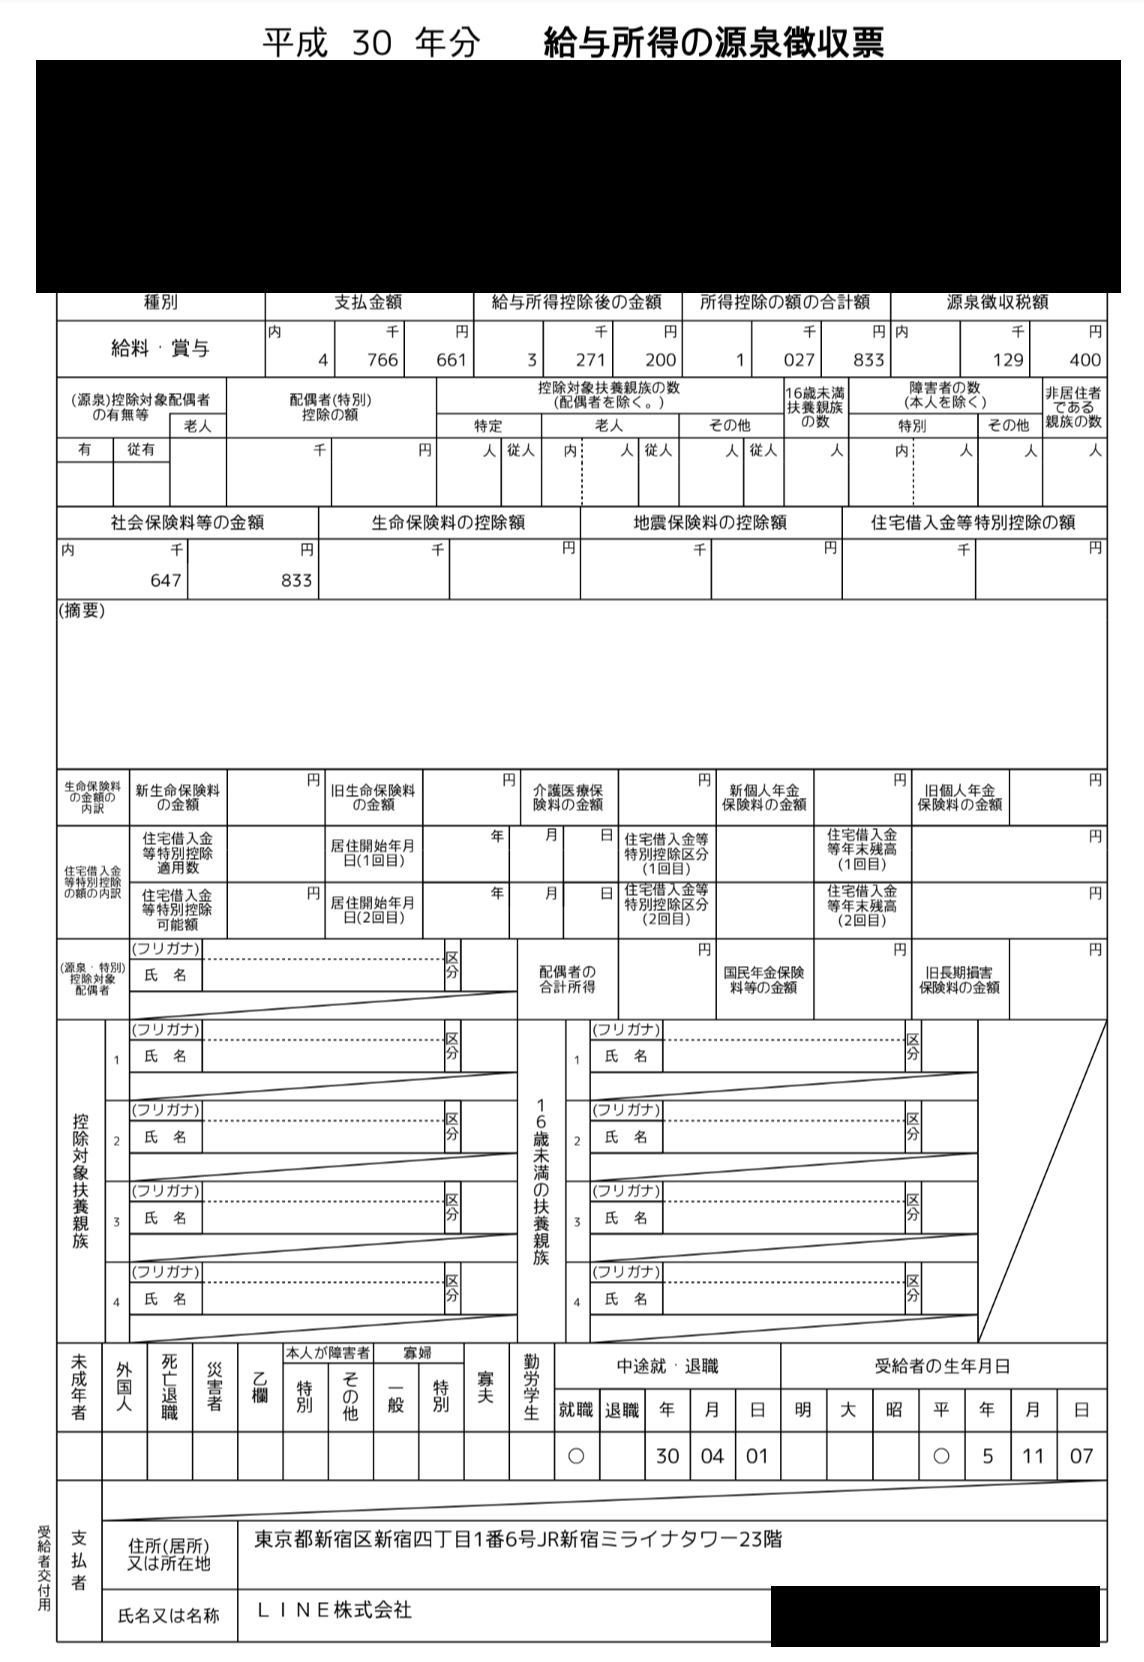 平成 30 年分 給与所得の源泉徴収票
種別 支払金額 給与所得控除後の金額 所得控除の額の合計額 源泉徴収税額
内 千 円 千 円 千 円 内 千 円
給料・賞与 4 766 661 3 271 200 1 027 833 129 400
(源泉)控除対象配偶者の有無等 老人 配偶者(特別)控除の額 控除対象扶養親族の数(配偶者を除く。) 特定 老人 その他 16歳未満扶養親族の数 障害者の数(本人を除く) 特別 その他 非居住者である親族の数
有 従有 千 円 人 従人 内 人 従人 人 従人 人 内 人 人 人
社会保険料等の金額 生命保険料の控除額 地震保険料の控除額 住宅借入金等特別控除の額
内 千 円 千 円 千 円 千 円
647 833
(摘要)
生命保険料の金額の内訳 新生命保険料の金額 円 旧生命保険料の金額 円 介護医療保険料の金額 円 新個人年金保険料の金額 円 旧個人年金保険料の金額 円
住宅借入金等特別控除の額の内訳 住宅借入金等特別控除適用数 居住開始年月日(1回目) 年 月 日 住宅借入金等特別控除区分(1回目) 住宅借入金等年末残高(1回目) 円
住宅借入金等特別控除可能額 円 居住開始年月日(2回目) 年 月 日 住宅借入金等特別控除区分(2回目) 住宅借入金等年末残高(2回目) 円
(源泉・特別)控除対象配偶者 (フリガナ) 氏 名 区分 配偶者の合計所得 円 国民年金保険料等の金額 円 旧長期損害保険料の金額 円
控除対象扶養親族 16歳未満の扶養親族
1 (フリガナ) 氏 名 区分 1 (フリガナ) 氏 名 区分
2 (フリガナ) 氏 名 区分 2 (フリガナ) 氏 名 区分
3 (フリガナ) 氏 名 区分 3 (フリガナ) 氏 名 区分
4 (フリガナ) 氏 名 区分 4 (フリガナ) 氏 名 区分
未成年者 外国人 死亡退職 災害者 乙欄 本人が障害者 特別 その他 寡婦 一般 特別 寡夫 勤労学生 中途就・退職 受給者の生年月日
就職 退職 年 月 日 明 大 昭 平 年 月 日
○ 30 04 01 ○ 5 11 07
受給者交付用
支払者
住所(居所)又は所在地 東京都新宿区新宿四丁目1番6号JR新宿ミライナタワー23階
氏名又は名称 ＬＩＮＥ株式会社